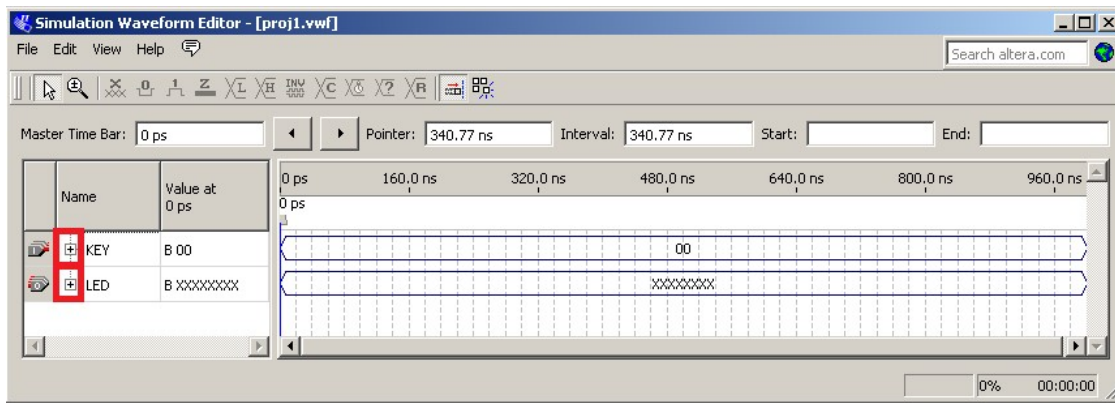 Simulation Waveform Editor - [proj1.vwf]
File Edit View Help
Search altera.com
0 1 Z L H INV C ? R
Master Time Bar: 0 ps Pointer: 340.77 ns Interval: 340.77 ns Start: End:
Name Value at 0 ps
0 ps 160.0 ns 320.0 ns 480.0 ns 640.0 ns 800.0 ns 960.0 ns
0 ps
KEY B 00 00
LED B XXXXXXXX XXXXXXXX
0% 00:00:00